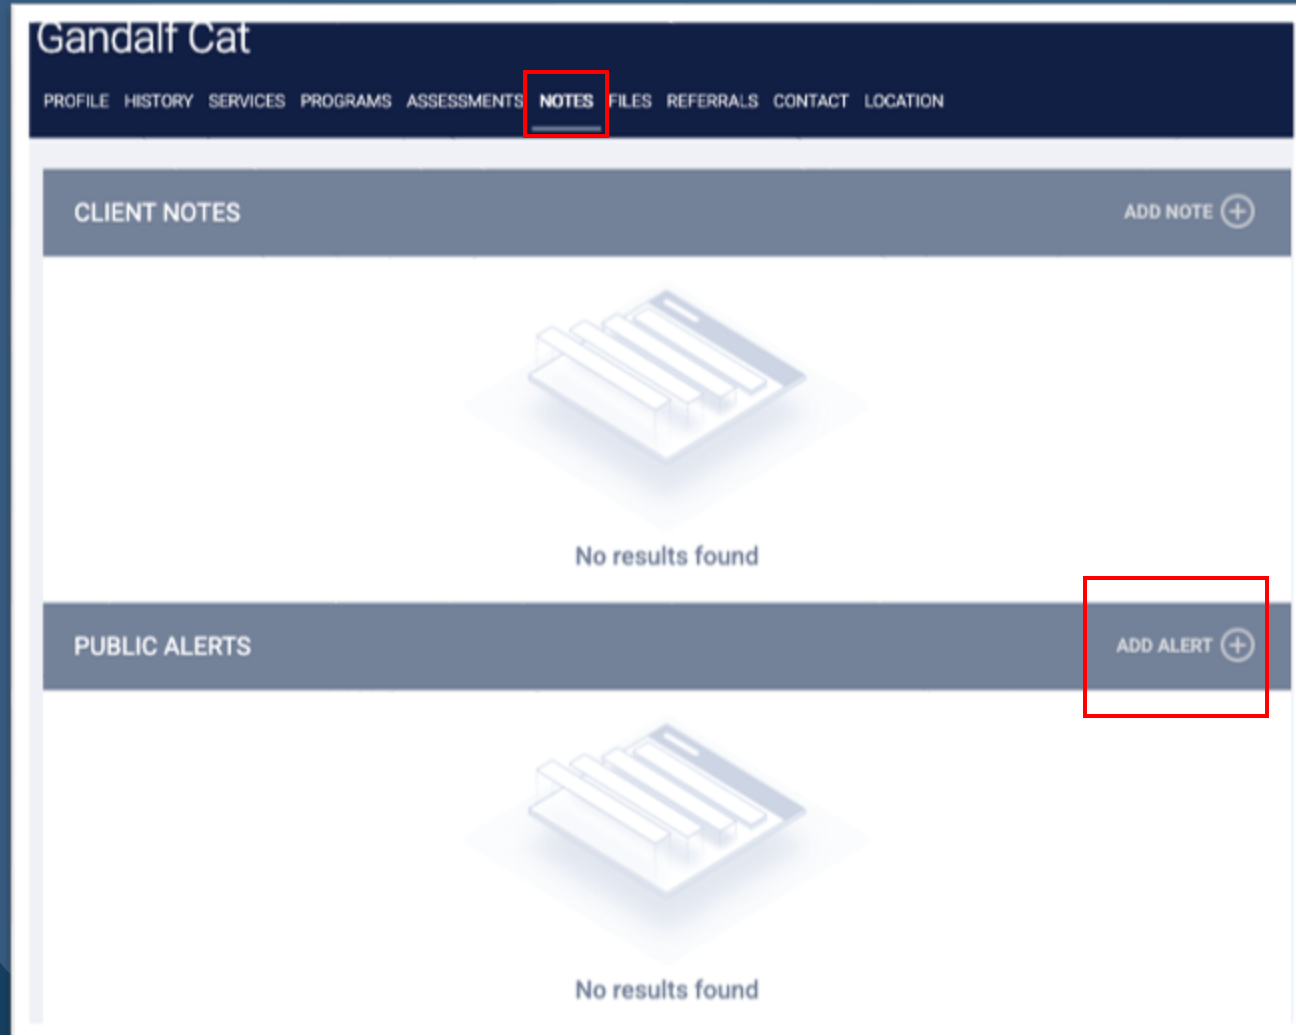 Gandalf Cat
PROFILE HISTORY SERVICES PROGRAMS ASSESSMENTS NOTES FILES REFERRALS CONTACT LOCATION
CLIENT NOTES ADD NOTE
No results found
PUBLIC ALERTS ADD ALERT
No results found